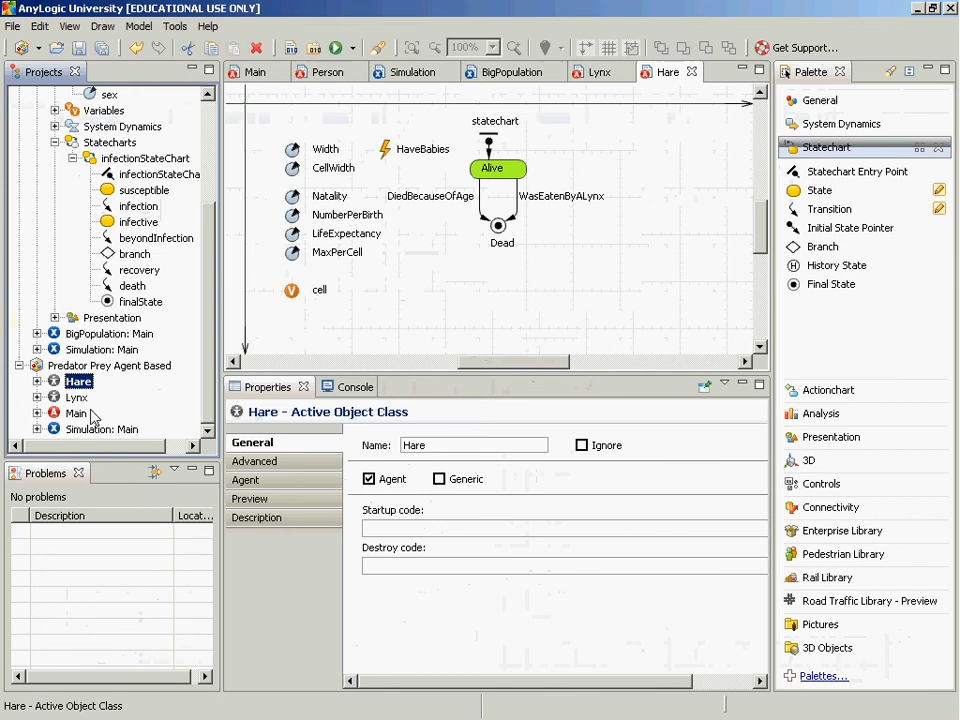 AnyLogic University [EDUCATIONAL USE ONLY]
File Edit View Draw Model Tools Help
100% Get Support...
Projects
sex
Variables
System Dynamics
Statecharts
infectionStateChart
infectionStateCha
susceptible
infection
infective
beyondInfection
branch
recovery
death
finalState
Presentation
BigPopulation: Main
Simulation: Main
Predator Prey Agent Based
Hare
Lynx
Main
Simulation: Main
Problems
No problems
Description Locat...
Main Person Simulation BigPopulation Lynx Hare
statechart
Width HaveBabies
CellWidth Alive
Natality DiedBecauseOfAge WasEatenByALynx
NumberPerBirth
LifeExpectancy
Dead
MaxPerCell
V cell
Properties Console
Hare - Active Object Class
General
Advanced
Agent
Preview
Description
Name: Hare Ignore
Agent Generic
Startup code:
Destroy code:
Palette
General
System Dynamics
Statechart
Statechart Entry Point
State
Transition
Initial State Pointer
Branch
H History State
Final State
Actionchart
Analysis
Presentation
3D
Controls
Connectivity
Enterprise Library
Pedestrian Library
Rail Library
Road Traffic Library - Preview
Pictures
3D Objects
Palettes...
Hare - Active Object Class